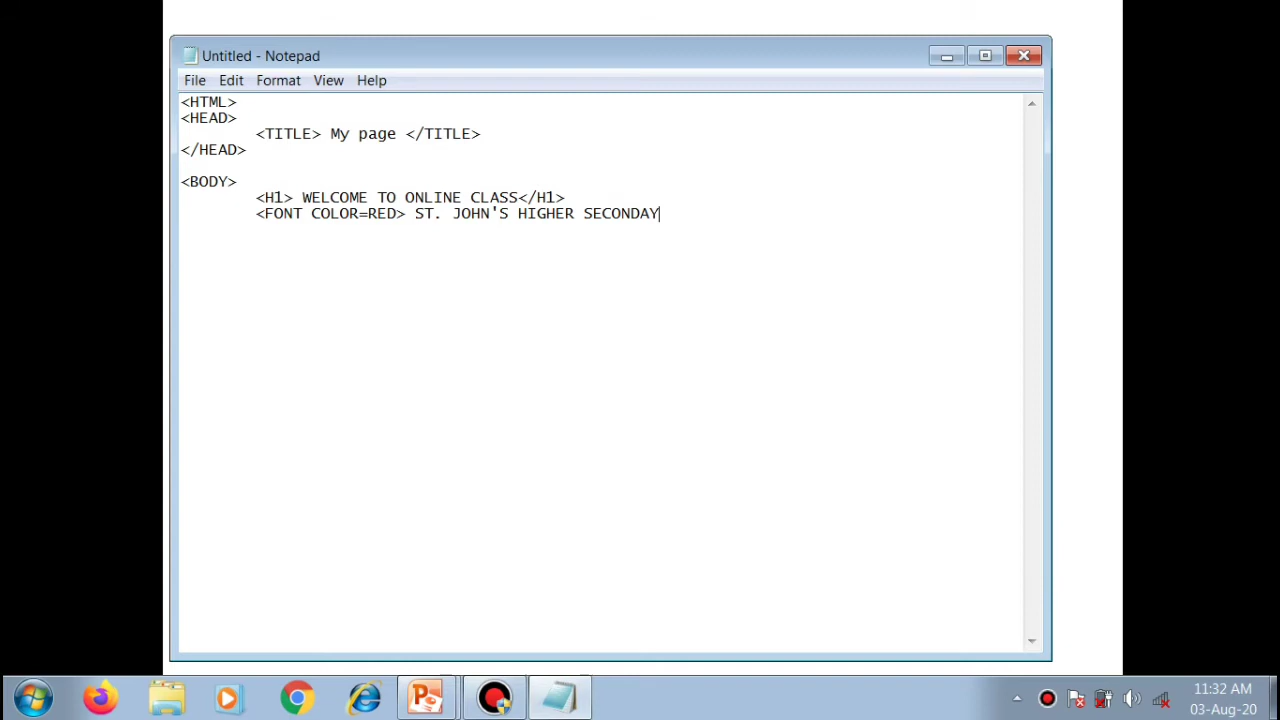 Untitled - Notepad
File Edit Format View Help
<HTML>
<HEAD>
<TITLE> My page </TITLE>
</HEAD>
<BODY>
<H1> WELCOME TO ONLINE CLASS</H1>
<FONT COLOR=RED> ST. JOHN'S HIGHER SECONDAY
11:32 AM
03-Aug-20